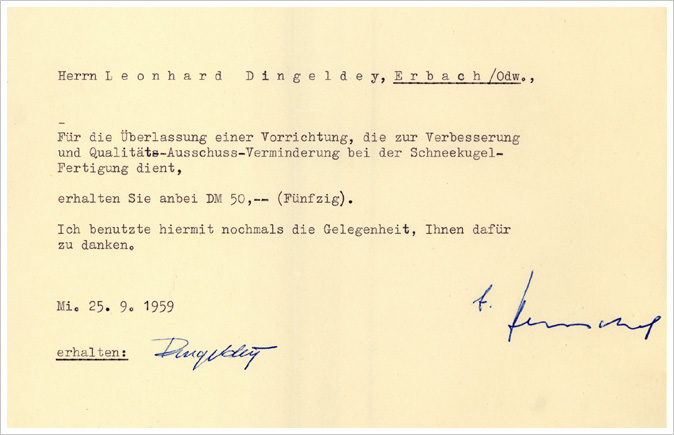 Herrn Leonhard Dingeldey, Erbach/Odw.,
Für die Überlassung einer Vorrichtung, die zur Verbesserung
und Qualitäts-Ausschuss-Verminderung bei der Schneekugel-
Fertigung dient,
erhalten Sie anbei DM 50,-- (Fünfzig).
Ich benutzte hiermit nochmals die Gelegenheit, Ihnen dafür
zu danken.
Mi. 25. 9. 1959
erhalten: Dingeldey